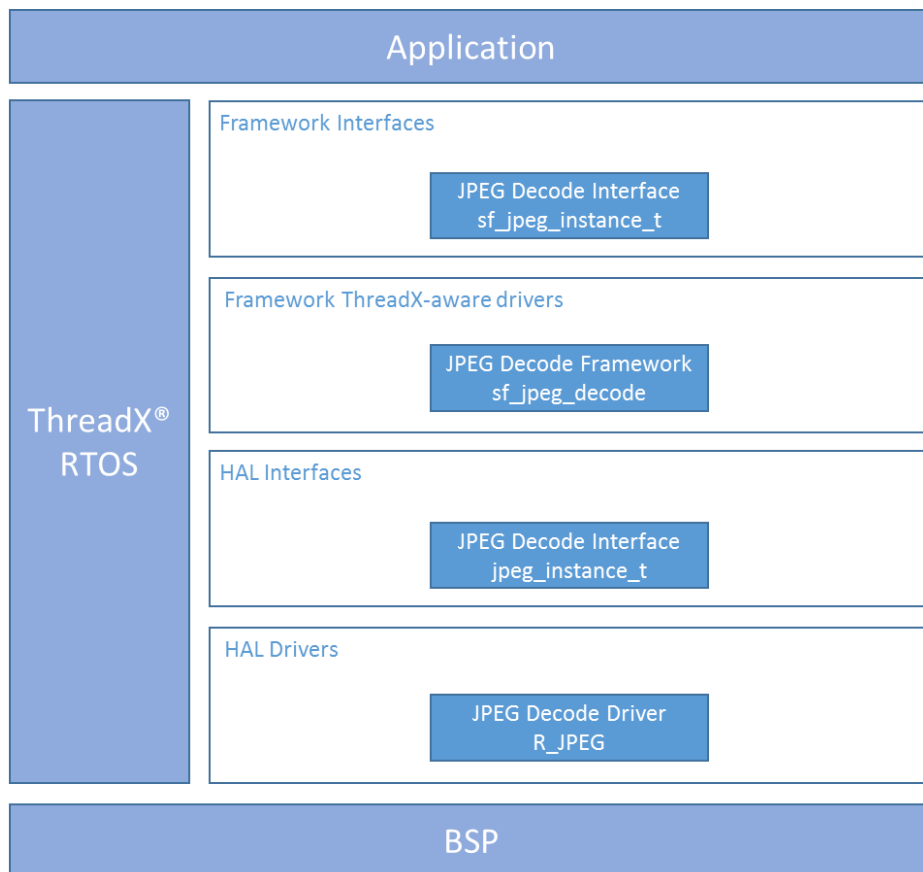 Application
ThreadX®
RTOS
Framework Interfaces
JPEG Decode Interface
sf_jpeg_instance_t
Framework ThreadX-aware drivers
JPEG Decode Framework
sf_jpeg_decode
HAL Interfaces
JPEG Decode Interface
jpeg_instance_t
HAL Drivers
JPEG Decode Driver
R_JPEG
BSP